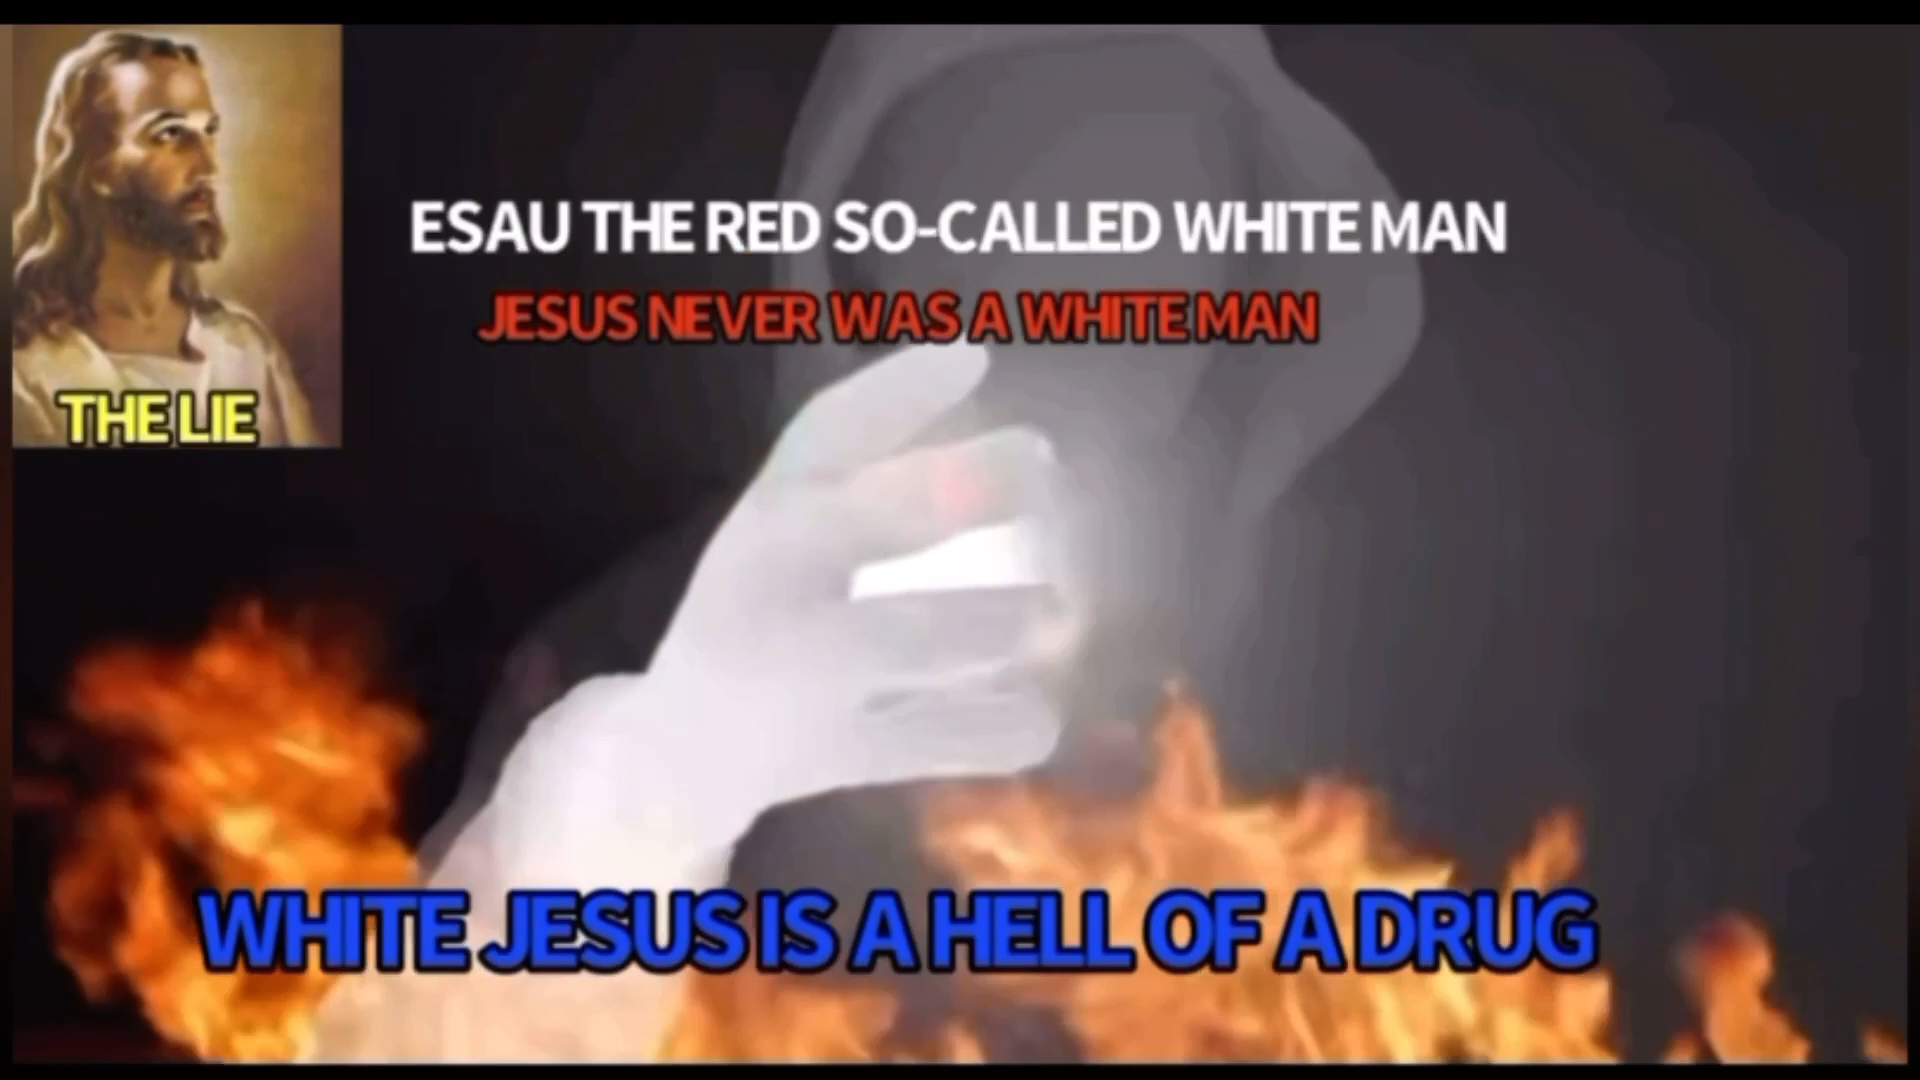 ESAU THE RED SO-CALLED WHITE MAN
JESUS NEVER WAS A WHITE MAN
THE LIE
WHITE JESUS IS A HELL OF A DRUG